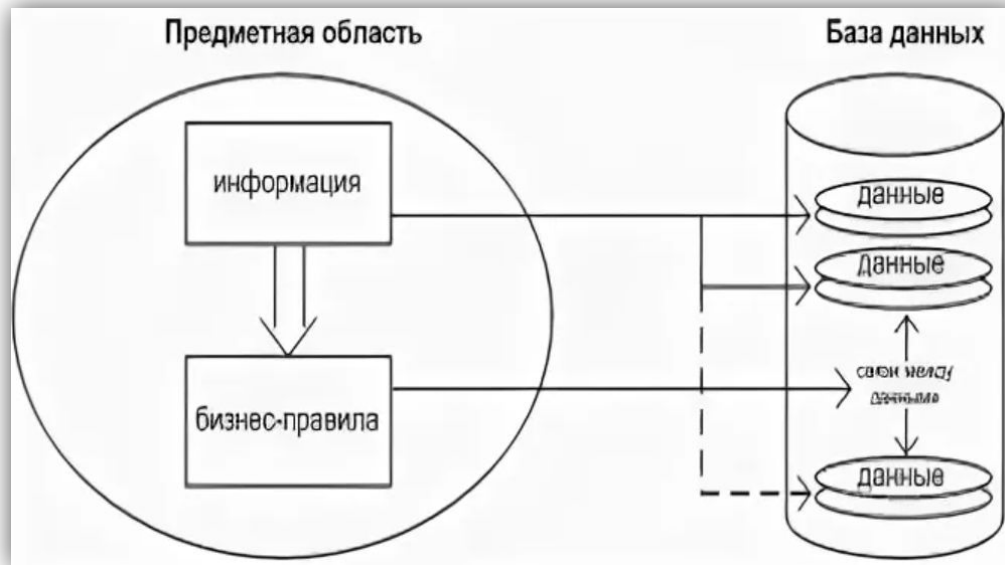 Предметная область
База данных
информация
данные
данные
бизнес-правила
данные